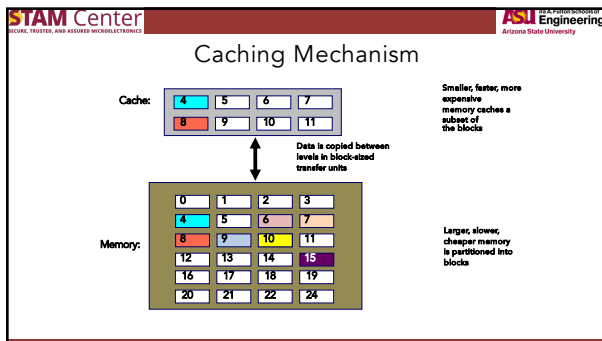 STAM Center
SECURE, TRUSTED, AND ASSURED MICROELECTRONICS
ASU Ira A. Fulton Schools of
Engineering
Arizona State University
Caching Mechanism
Cache:
4 5 6 7
8 9 10 11
Smaller, faster, more
expensive
memory caches a
subset of
the blocks
Data is copied between
levels in block-sized
transfer units
Memory:
0 1 2 3
4 5 6 7
8 9 10 11
12 13 14 15
16 17 18 19
20 21 22 24
Larger, slower,
cheaper memory
is partitioned into
blocks